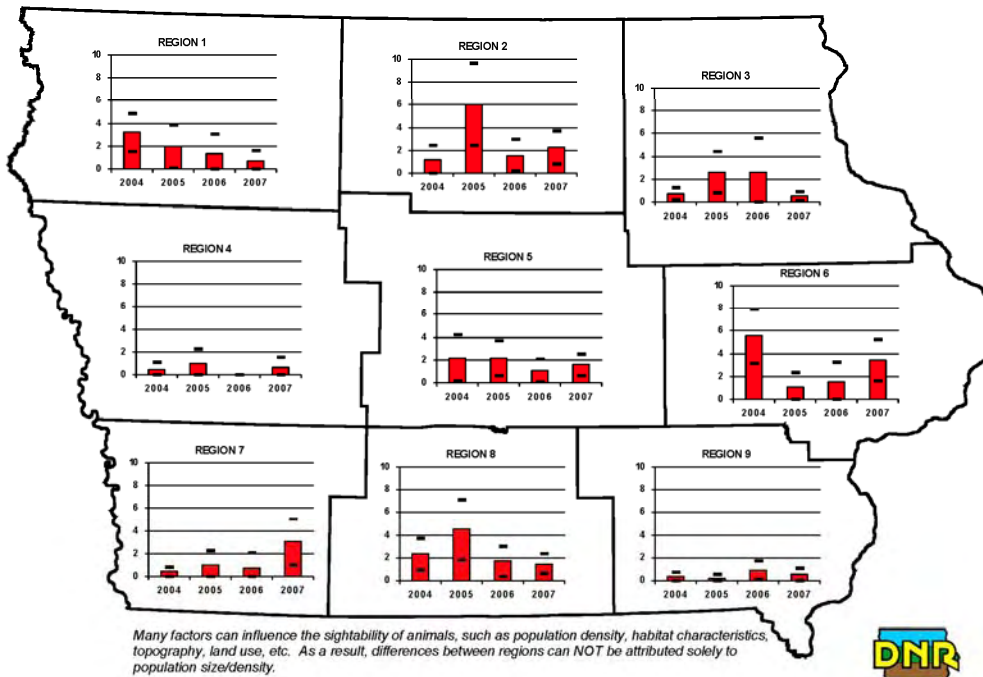 REGION 1
10
8
6
4
2
0
2004 2005 2006 2007
REGION 2
10
8
6
4
2
0
2004 2005 2006 2007
REGION 3
10
8
6
4
2
0
2004 2005 2006 2007
REGION 4
10
8
6
4
2
0
2004 2005 2006 2007
REGION 5
10
8
6
4
2
0
2004 2005 2006 2007
REGION 6
10
8
6
4
2
0
2004 2005 2006 2007
REGION 7
10
8
6
4
2
0
2004 2005 2006 2007
REGION 8
10
8
6
4
2
0
2004 2005 2006 2007
REGION 9
10
8
6
4
2
0
2004 2005 2006 2007
Many factors can influence the sightability of animals, such as population density, habitat characteristics,
topography, land use, etc. As a result, differences between regions can NOT be attributed solely to
population size/density.
DNR